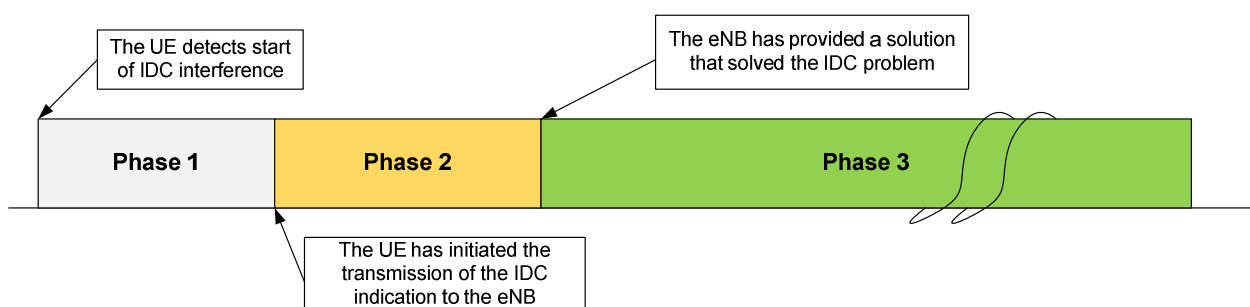 The UE detects start
of IDC interference
The eNB has provided a solution
that solved the IDC problem
Phase 1
Phase 2
Phase 3
The UE has initiated the
transmission of the IDC
indication to the eNB